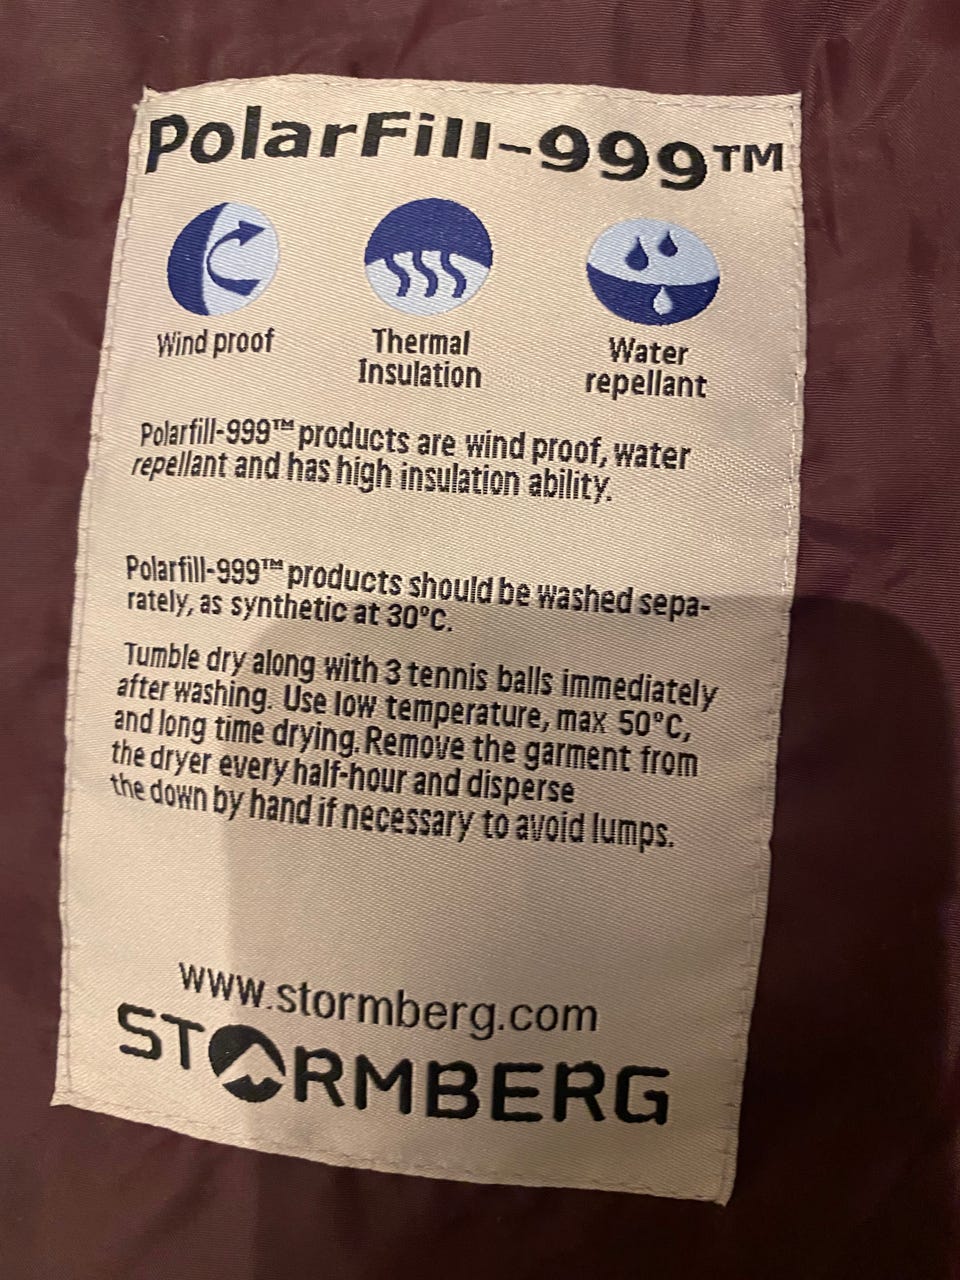 PolarFill-999™
Wind proof
Thermal
Insulation
Water
repellant
Polarfill-999™ products are wind proof, water
repellant and has high insulation ability.
Polarfill-999™ products should be washed sepa-
rately, as synthetic at 30°C.
Tumble dry along with 3 tennis balls immediately
after washing. Use low temperature, max 50°C,
and long time drying. Remove the garment from
the dryer every half-hour and disperse
the down by hand if necessary to avoid lumps.
www.stormberg.com
STORMBERG